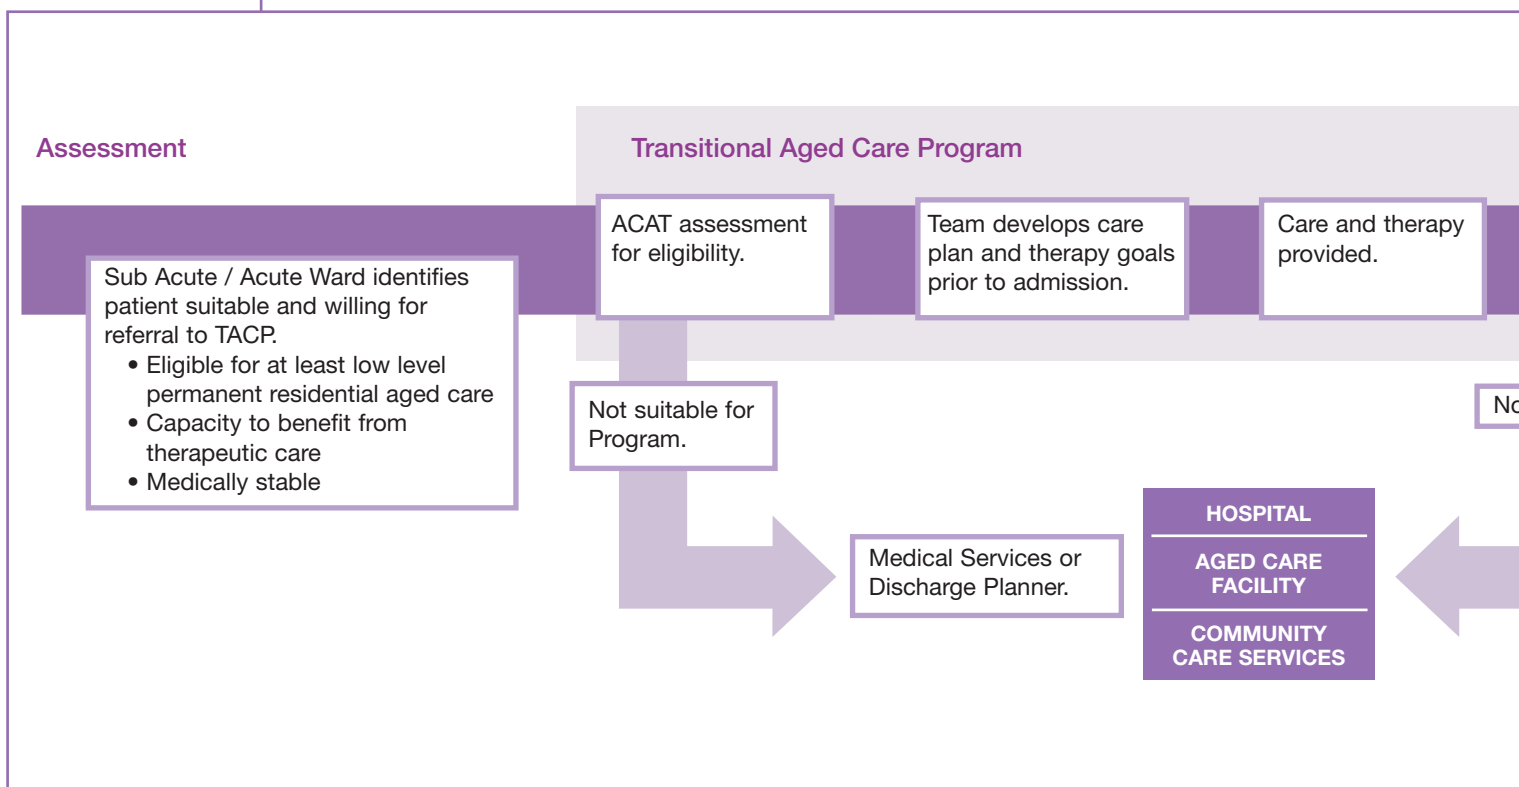 Assessment
Transitional Aged Care Program
Sub Acute / Acute Ward identifies
patient suitable and willing for
referral to TACP.
• Eligible for at least low level
permanent residential aged care
• Capacity to benefit from
therapeutic care
• Medically stable
ACAT assessment
for eligibility.
Team develops care
plan and therapy goals
prior to admission.
Care and therapy
provided.
Not suitable for
Program.
Medical Services or
Discharge Planner.
HOSPITAL
AGED CARE
FACILITY
COMMUNITY
CARE SERVICES